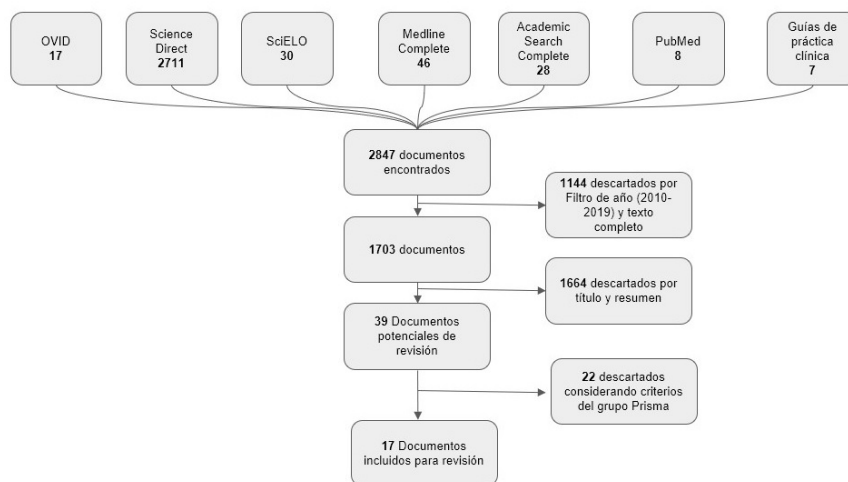 OVID
17
Science
Direct
2711
SciELO
30
Medline
Complete
46
Academic
Search
Complete
28
PubMed
8
Guías de
práctica
clínica
7
2847 documentos
encontrados
1144 descartados por
Filtro de año (2010-
2019) y texto
completo
1703 documentos
1664 descartados por
título y resumen
39 Documentos
potenciales de
revisión
22 descartados
considerando criterios
del grupo Prisma
17 Documentos
incluidos para revisión